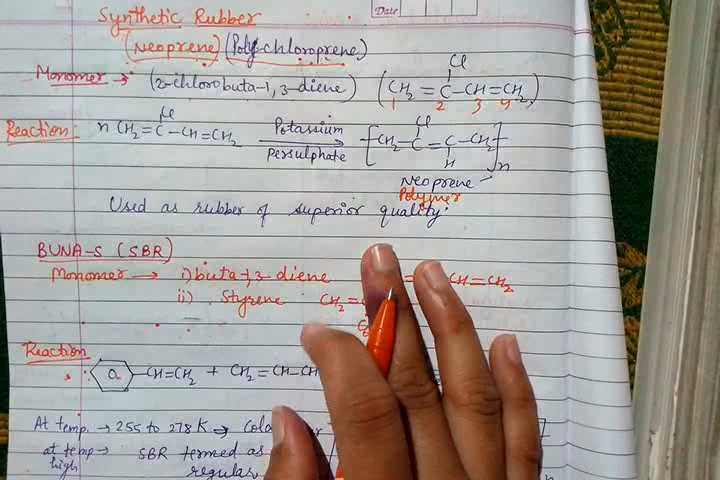 Date
Synthetic Rubber
(Neoprene) (Poly-chloroprene)
Monomer → (2-chlorobuta-1, 3-diene) (CH2 = C - CH = CH2)
Cl
1 2 3 4
Reaction: n CH2 = C - CH = CH2 Potassium persulphate [CH2 - C = C - CH2]n
Cl Cl H
Neoprene
Polymer
Used as rubber of superior quality.
BUNA-S (SBR)
Monomer → i) buta-1,3-diene = CH = CH2
ii) Styrene CH2 =
Reaction
- CH = CH2 + CH2 = CH - CH
At temp. → 255 to 278 K →
at temp → SBR termed as
high